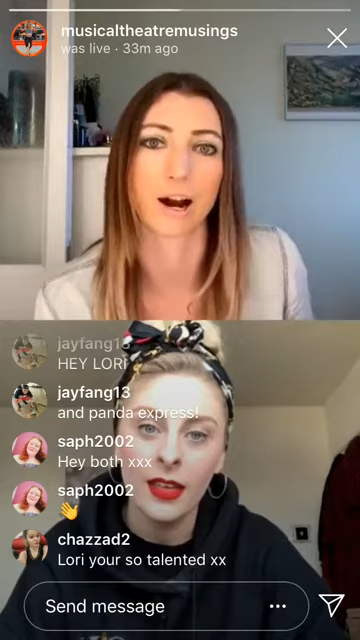 musicaltheatremusings
was live · 33m ago
jayfang13
HEY LORI
jayfang13
and panda express!
saph2002
Hey both xxx
saph2002
👋
chazzad2
Lori your so talented xx
Send message